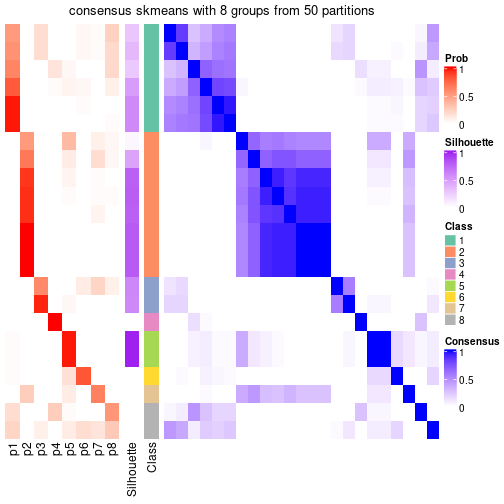 consensus skmeans with 8 groups from 50 partitions
Prob
1
0.5
0
Silhouette
1
0.5
0
Class
1
2
3
4
5
6
7
8
Consensus
1
0.5
0
p1
p2
p3
p4
p5
p6
p7
p8
Silhouette
Class